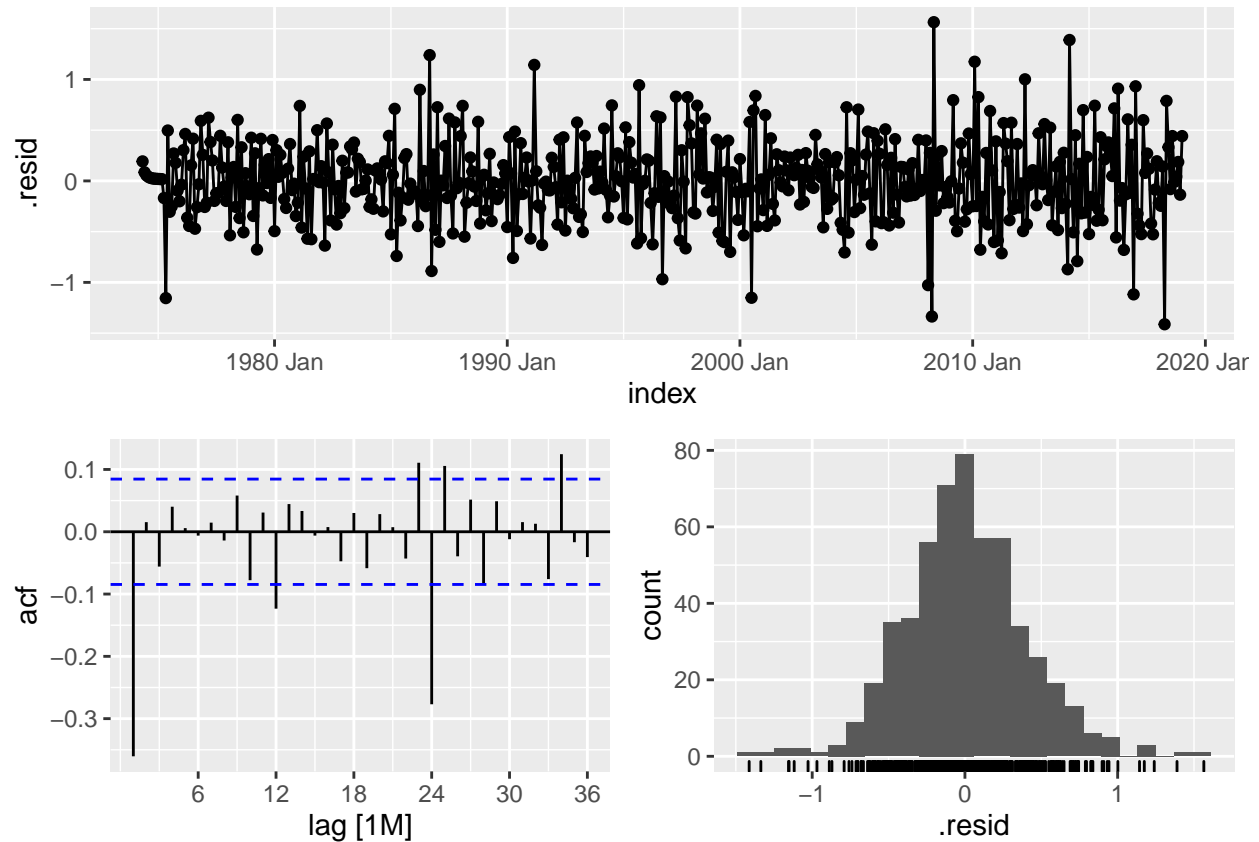 1
0
−1
.resid
1980 Jan
1990 Jan
2000 Jan
2010 Jan
2020 Jan
index
0.1
0.0
−0.1
−0.2
−0.3
acf
6
12
18
24
30
36
lag [1M]
80
60
40
20
0
count
−1
0
1
.resid